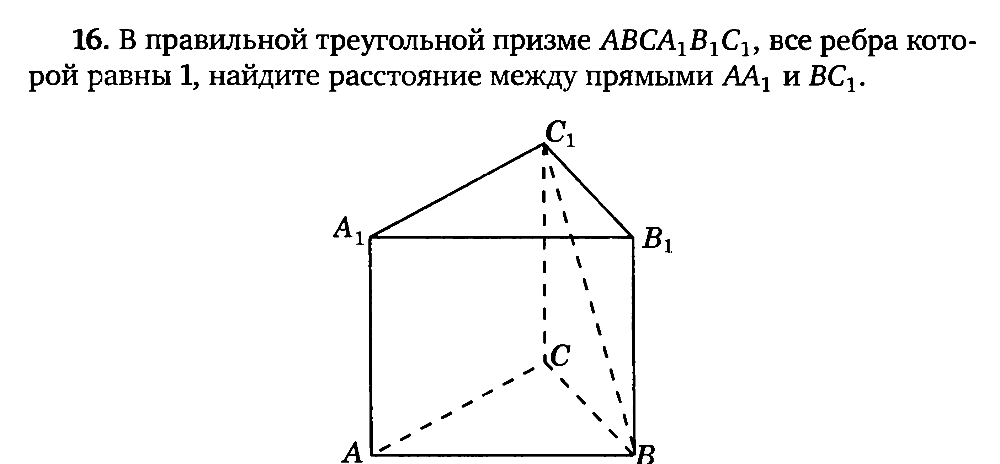 16. В правильной треугольной призме ABCA₁B₁C₁, все ребра кото-
рой равны 1, найдите расстояние между прямыми AA₁ и BC₁.
C₁
A₁
B₁
C
A
B